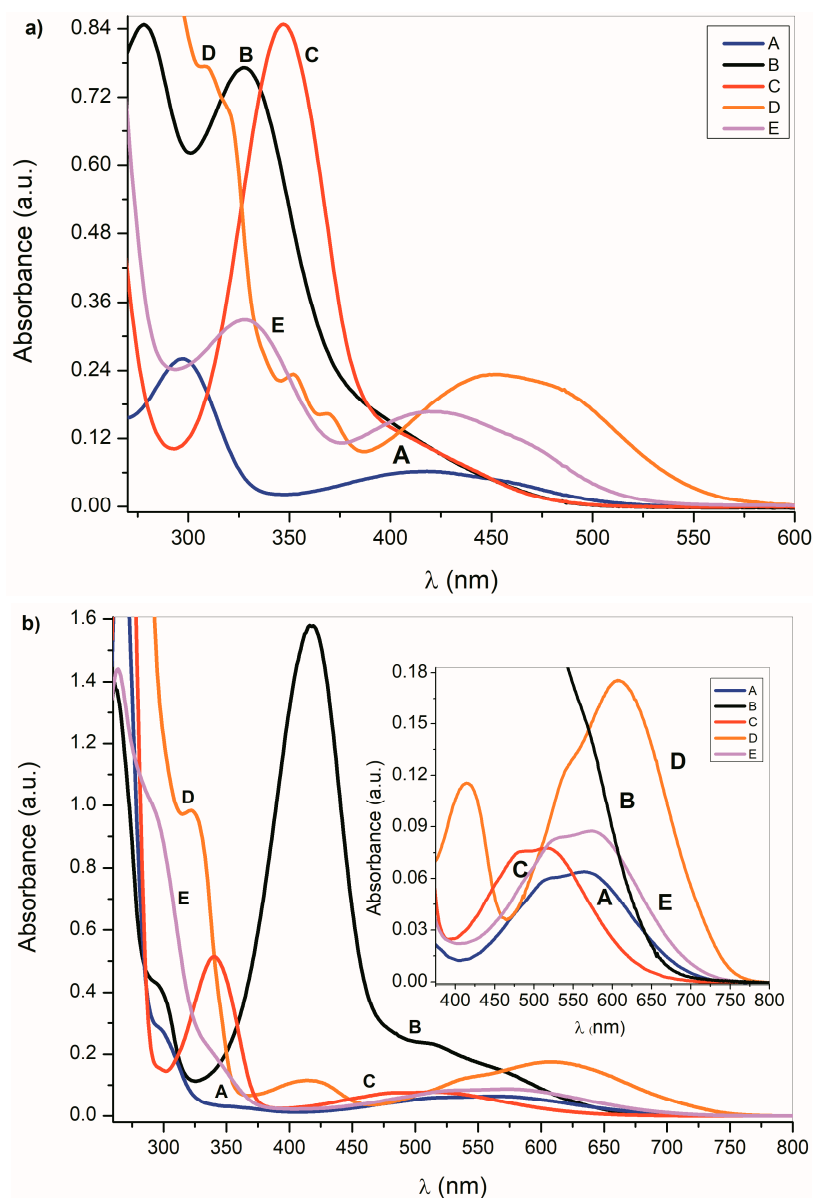 a)
0.84
0.72
0.60
0.48
0.36
0.24
0.12
0.00
Absorbance (a.u.)
D
B
C
E
A
A
B
C
D
E
300 350 400 450 500 550 600
λ (nm)
b)
1.6
1.4
1.2
1.0
0.8
0.6
0.4
0.2
0.0
Absorbance (a.u.)
D
E
A
C
B
300 350 400 450 500 550 600 650 700 750 800
λ (nm)
0.18
0.15
0.12
0.09
0.06
0.03
0.00
Absorbance (a.u.)
A
B
C
D
E
D
B
C
A
E
400 450 500 550 600 650 700 750 800
λ (nm)